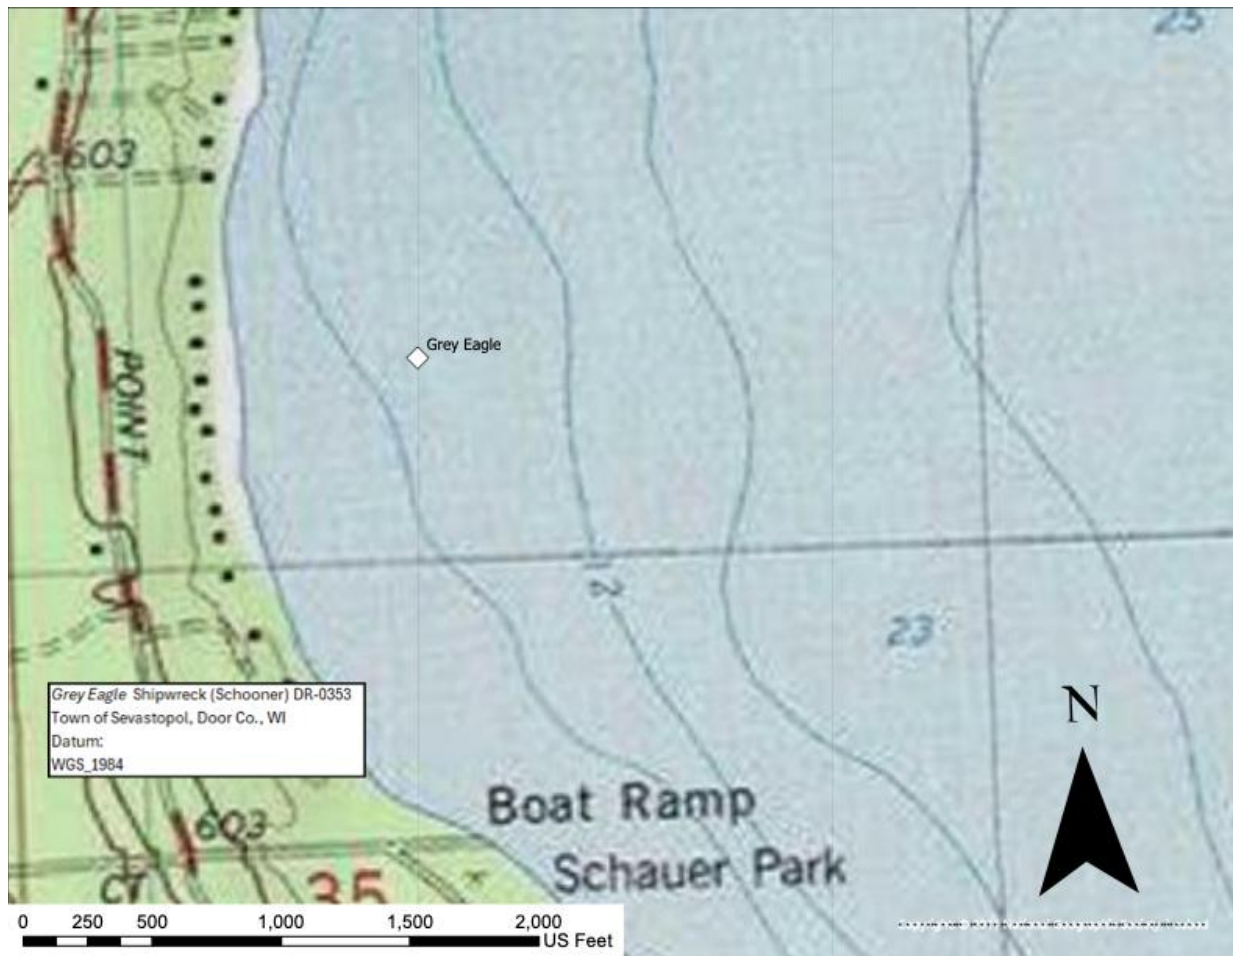 25
603
Grey Eagle
POINT
12
23
Grey Eagle Shipwreck (Schooner) DR-0353
Town of Sevastopol, Door Co., WI
Datum:
WGS_1984
N
Boat Ramp
Schauer Park
603
35
0 250 500 1,000 1,500 2,000
US Feet